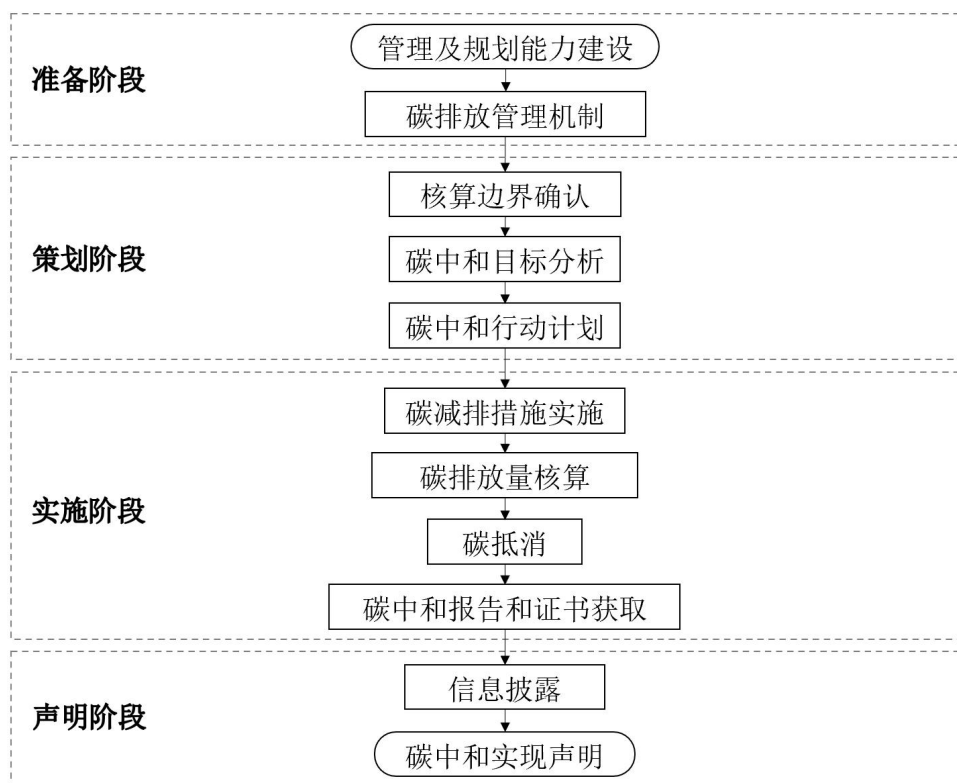 准备阶段
管理及规划能力建设
碳排放管理机制
策划阶段
核算边界确认
碳中和目标分析
碳中和行动计划
实施阶段
碳减排措施实施
碳排放量核算
碳抵消
碳中和报告和证书获取
声明阶段
信息披露
碳中和实现声明